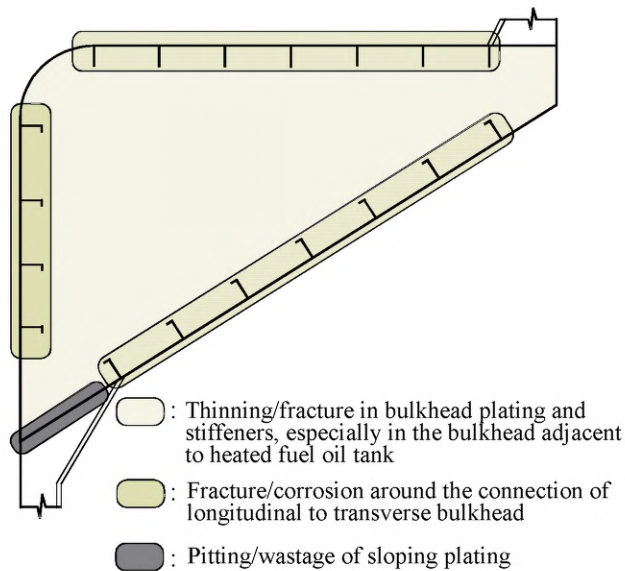 : Thinning/fracture in bulkhead plating and
stiffeners, especially in the bulkhead adjacent
to heated fuel oil tank
: Fracture/corrosion around the connection of
longitudinal to transverse bulkhead
: Pitting/wastage of sloping plating